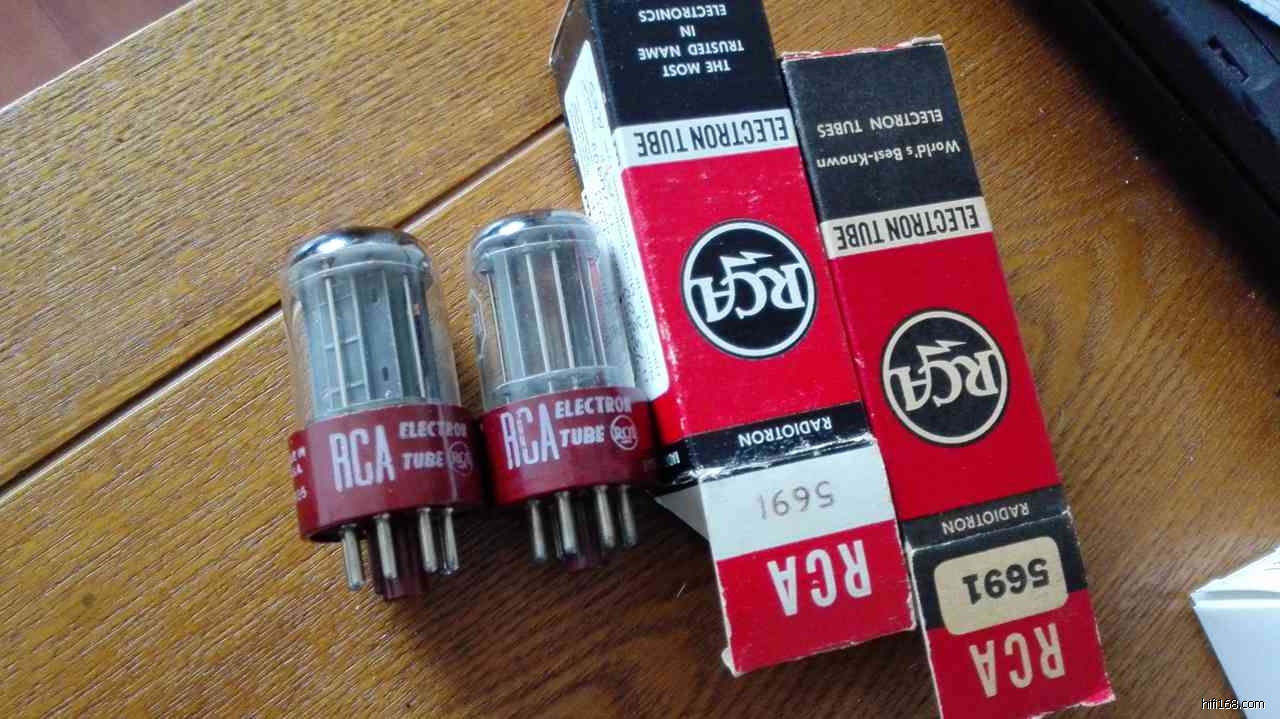 THE MOST
TRUSTED NAME
IN
ELECTRONICS
ELECTRON TUBE
RCA
RADIOTRON
5691
RCA
World's Best-Known
ELECTRON TUBES
ELECTRON TUBE
RCA
RADIOTRON
5691
RCA
RCA ELECTRON
TUBE RCA
RCA ELECTRON
TUBE RCA
hifi168.com